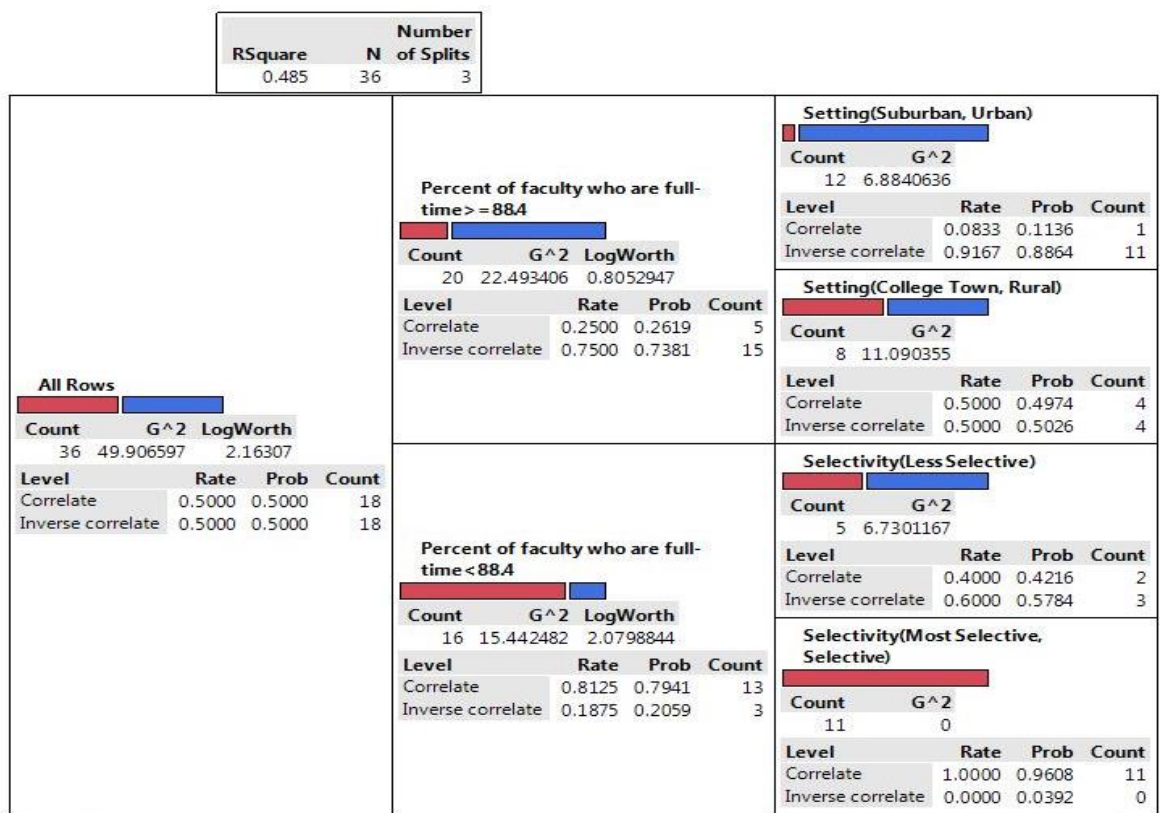 Number
RSquare N of Splits
0.485 36 3
All Rows
Count G^2 LogWorth
36 49.906597 2.16307
Level Rate Prob Count
Correlate 0.5000 0.5000 18
Inverse correlate 0.5000 0.5000 18
Percent of faculty who are full-
time>=88.4
Count G^2 LogWorth
20 22.493406 0.8052947
Level Rate Prob Count
Correlate 0.2500 0.2619 5
Inverse correlate 0.7500 0.7381 15
Percent of faculty who are full-
time<88.4
Count G^2 LogWorth
16 15.442482 2.0798844
Level Rate Prob Count
Correlate 0.8125 0.7941 13
Inverse correlate 0.1875 0.2059 3
Setting(Suburban, Urban)
Count G^2
12 6.8840636
Level Rate Prob Count
Correlate 0.0833 0.1136 1
Inverse correlate 0.9167 0.8864 11
Setting(College Town, Rural)
Count G^2
8 11.090355
Level Rate Prob Count
Correlate 0.5000 0.4974 4
Inverse correlate 0.5000 0.5026 4
Selectivity(Less Selective)
Count G^2
5 6.7301167
Level Rate Prob Count
Correlate 0.4000 0.4216 2
Inverse correlate 0.6000 0.5784 3
Selectivity(Most Selective,
Selective)
Count G^2
11 0
Level Rate Prob Count
Correlate 1.0000 0.9608 11
Inverse correlate 0.0000 0.0392 0